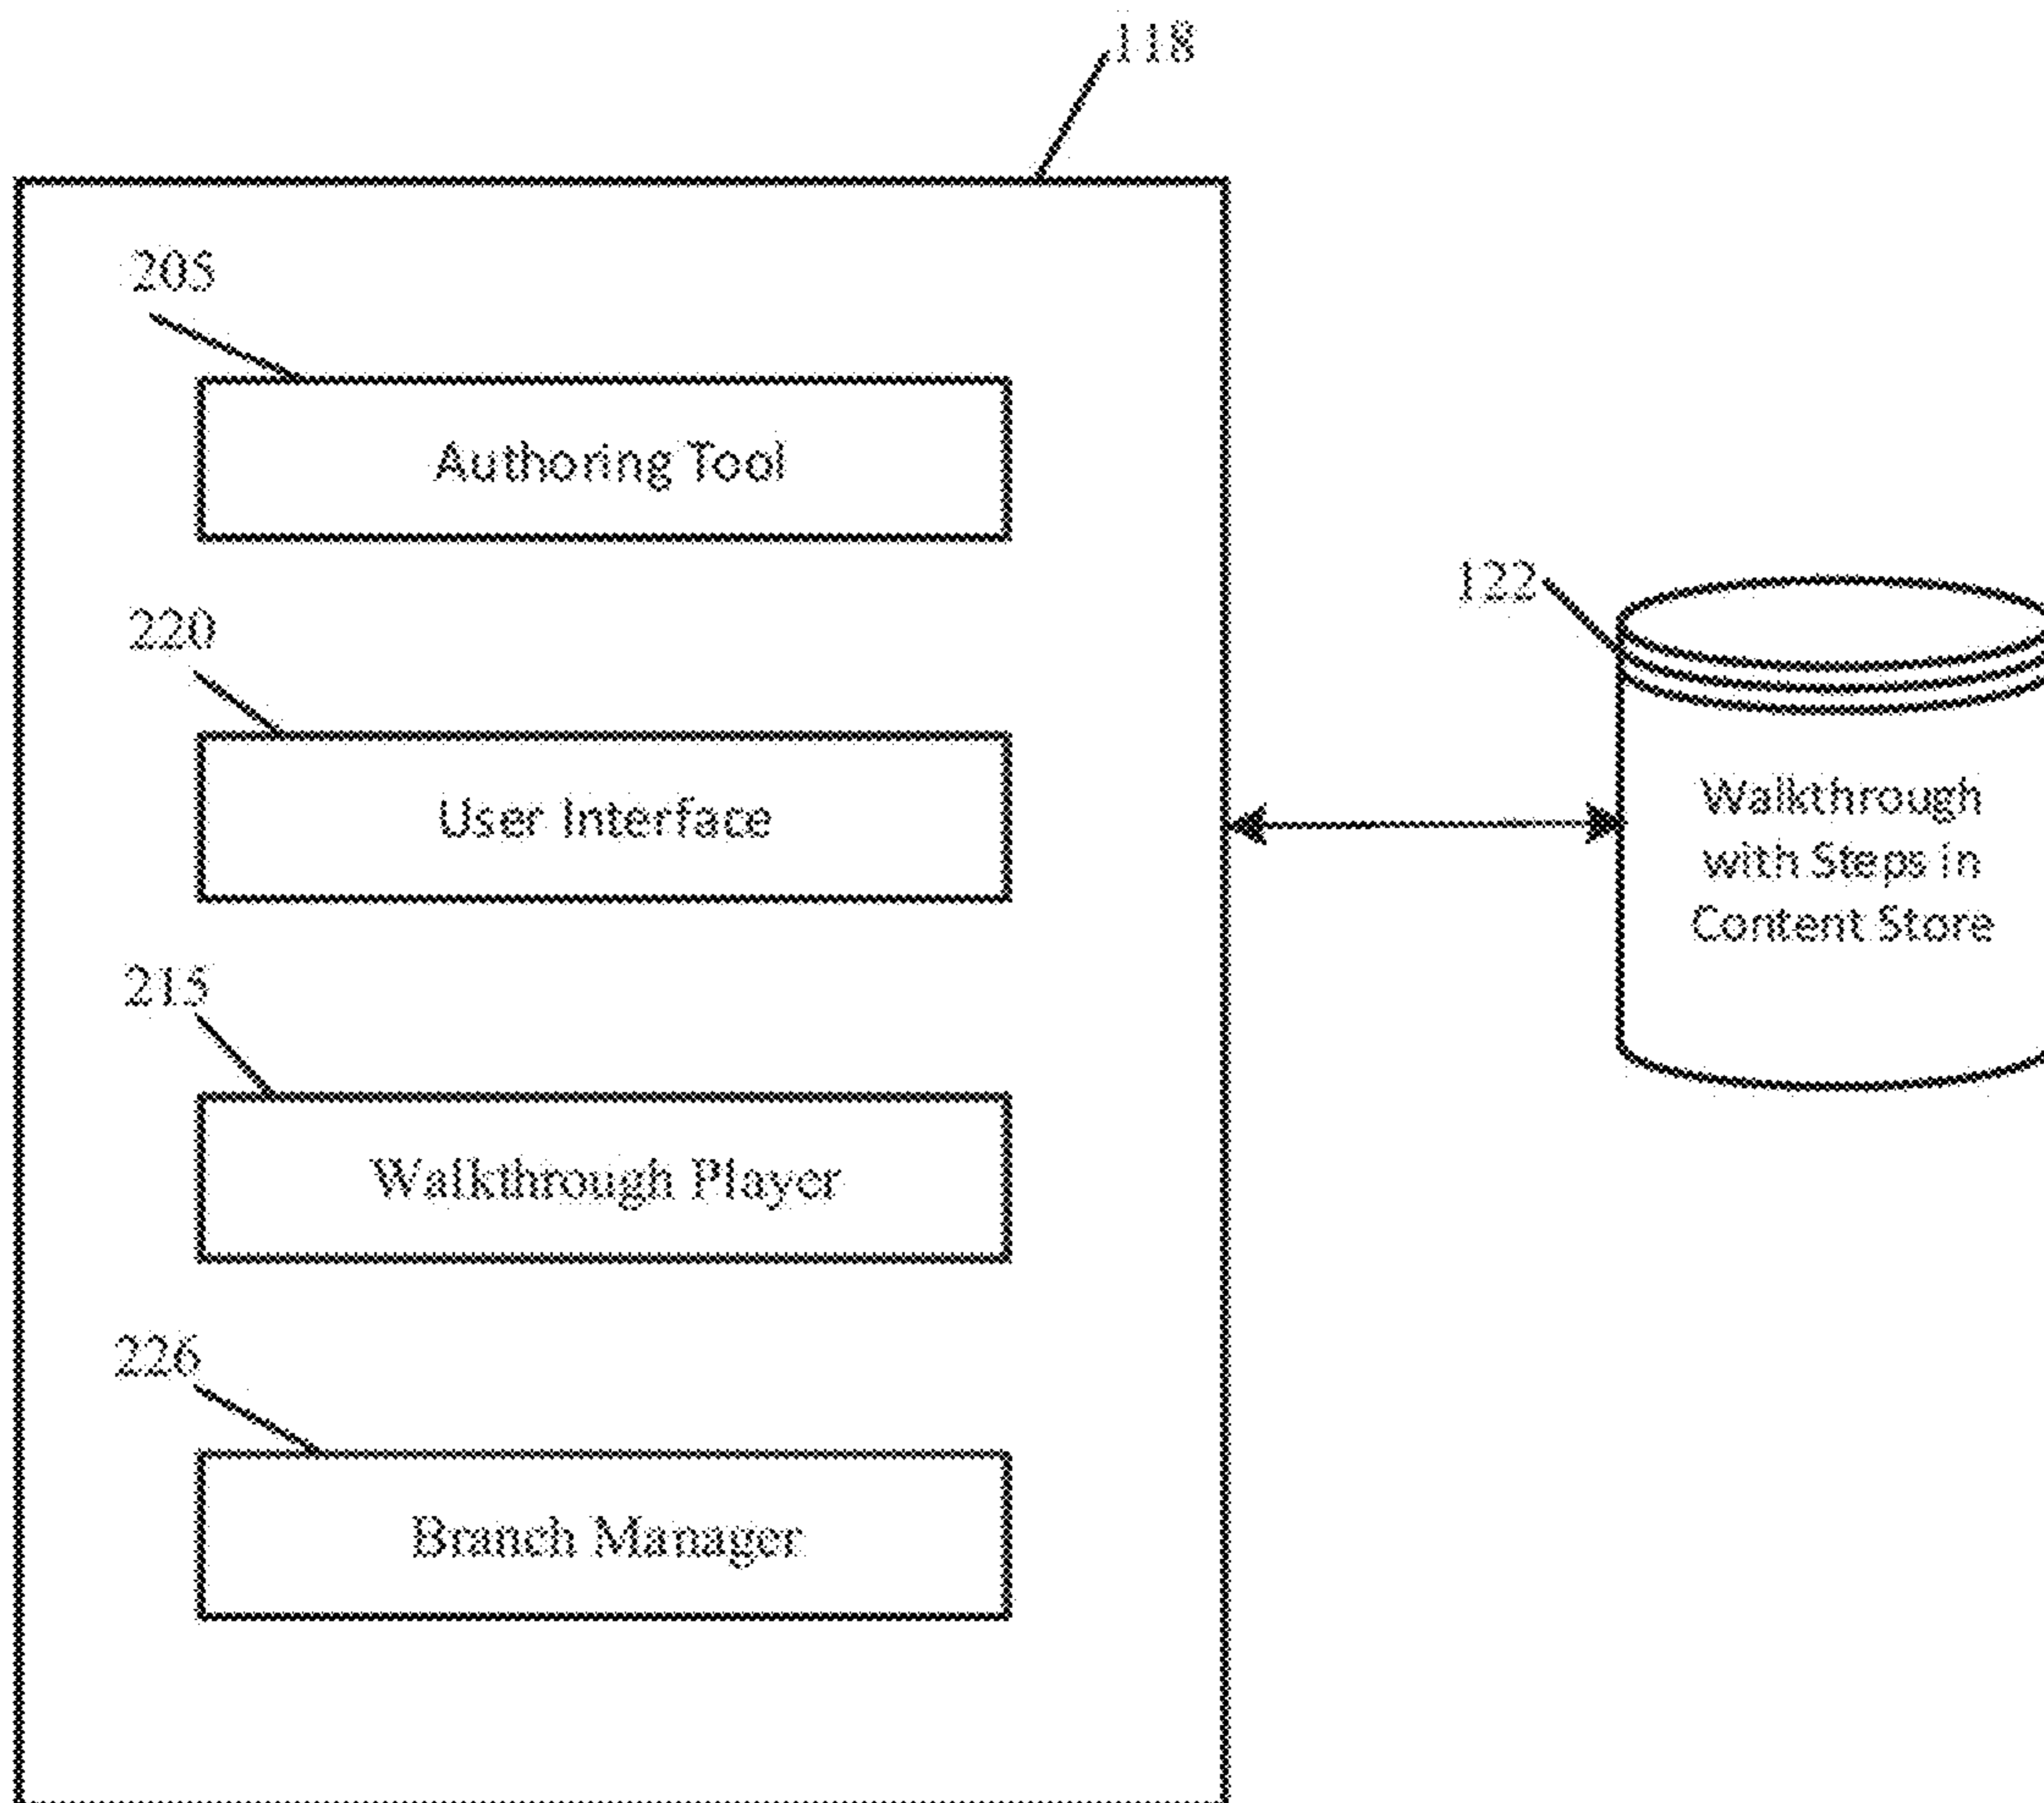 118
205
Authoring Tool
220
User Interface
122
Walkthrough
with Steps in
Content Store
215
Walkthrough Player
226
Branch Manager